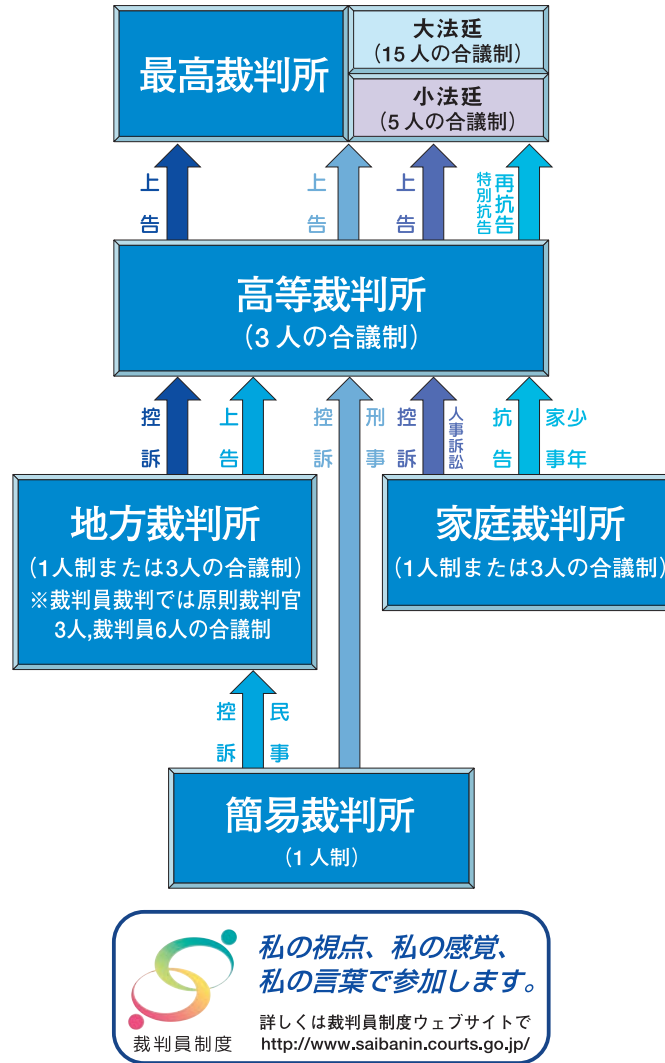 最高裁判所
大法廷
（15人の合議制）
小法廷
（5人の合議制）
上告
上告
上告
再抗告
特別抗告
高等裁判所
（3人の合議制）
控訴
上告
控訴
刑事
控訴
人事訴訟
抗告
家事
少年
地方裁判所
（1人制または3人の合議制）
※裁判員裁判では原則裁判官
3人,裁判員6人の合議制
家庭裁判所
（1人制または3人の合議制）
控訴
民事
簡易裁判所
（1人制）
裁判員制度
私の視点、私の感覚、
私の言葉で参加します。
詳しくは裁判員制度ウェブサイトで
http://www.saibanin.courts.go.jp/